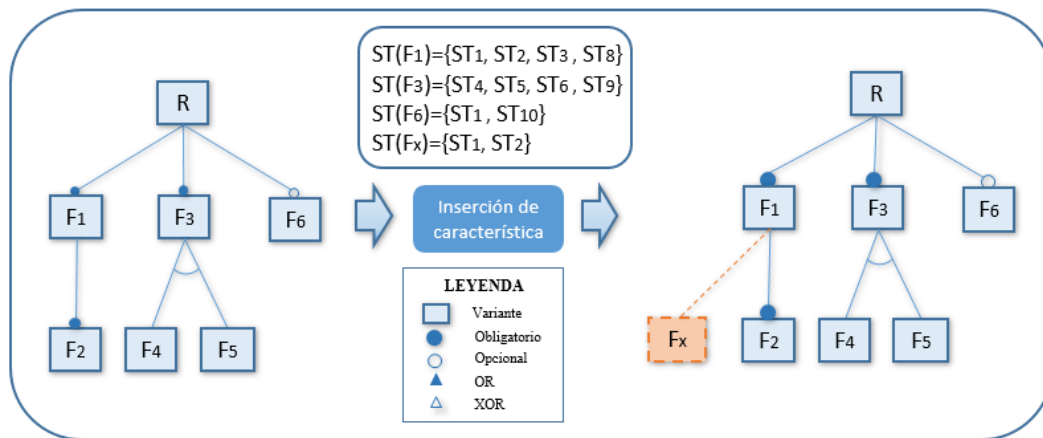 R
F1
F3
F6
F2
F4
F5
ST(F1)={ST1, ST2, ST3 , ST8}
ST(F3)={ST4, ST5, ST6 , ST9}
ST(F6)={ST1 , ST10}
ST(Fx)={ST1, ST2}
Inserción de
característica
LEYENDA
Variante
Obligatorio
Opcional
OR
XOR
R
F1
F3
F6
Fx
F2
F4
F5